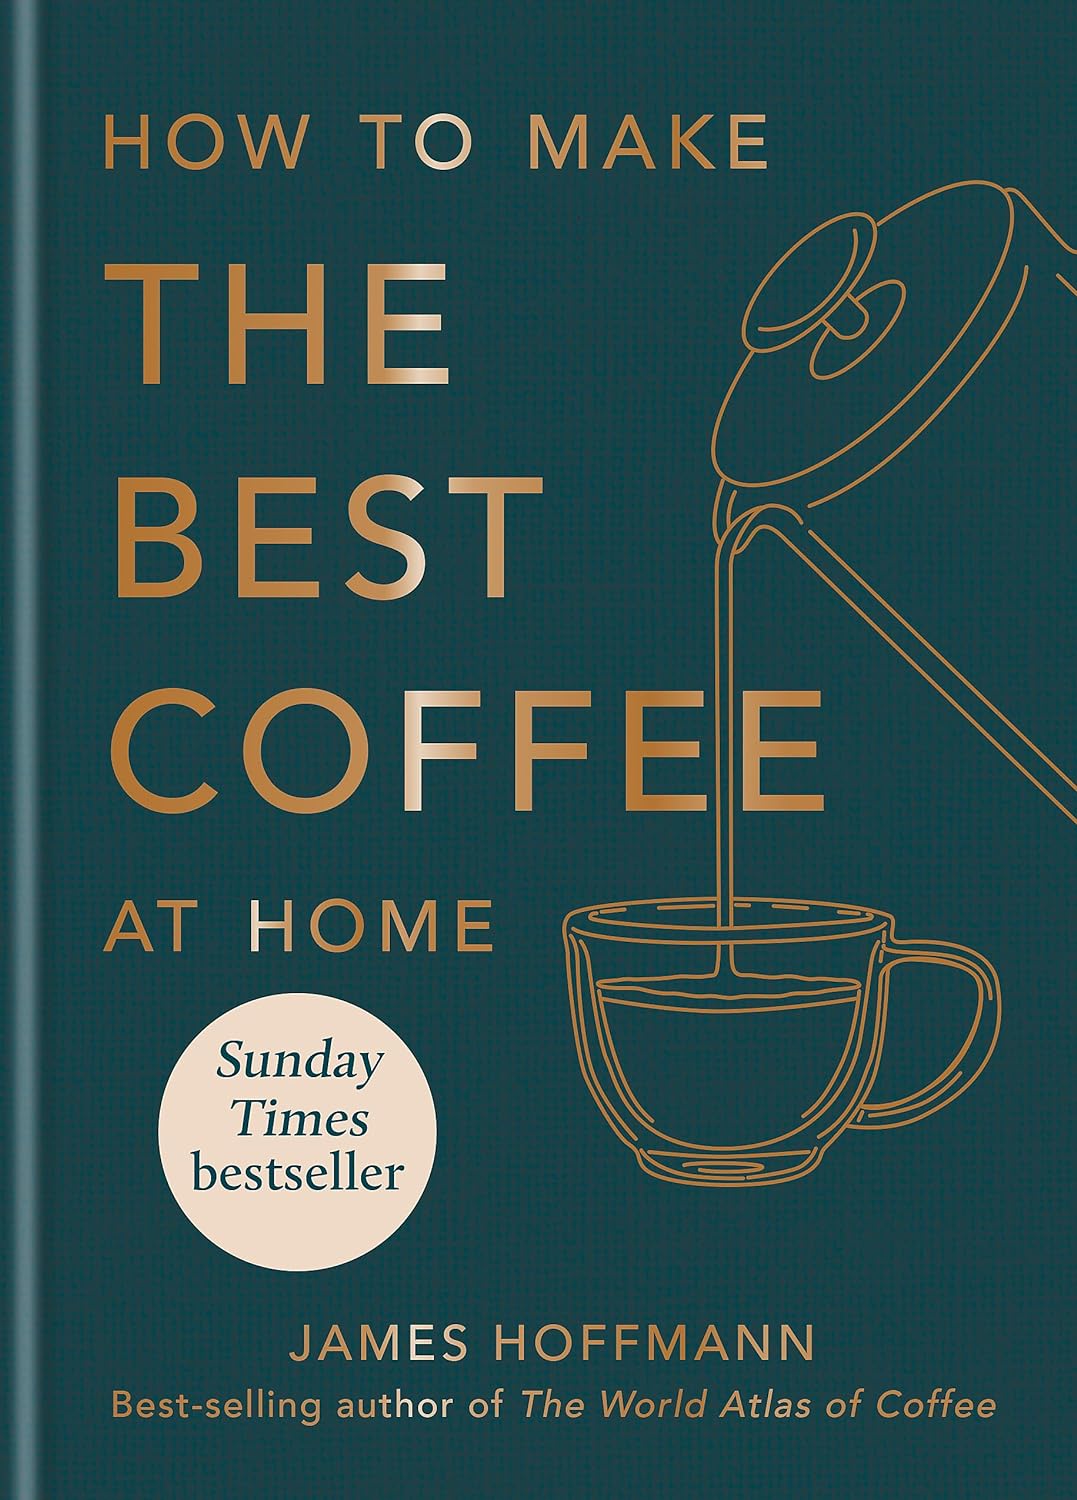 HOW TO MAKE
THE
BEST
COFFEE
AT HOME
Sunday
Times
bestseller
JAMES HOFFMANN
Best-selling author of The World Atlas of Coffee